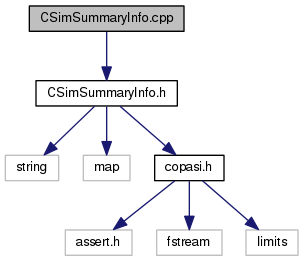 CSimSummaryInfo.cpp
CSimSummaryInfo.h
string
map
copasi.h
assert.h
fstream
limits